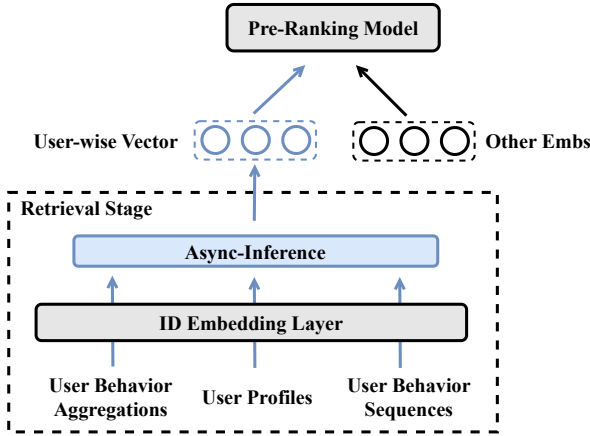 Pre-Ranking Model
User-wise Vector
Other Embs
Retrieval Stage
Async-Inference
ID Embedding Layer
User Behavior
Aggregations
User Profiles
User Behavior
Sequences